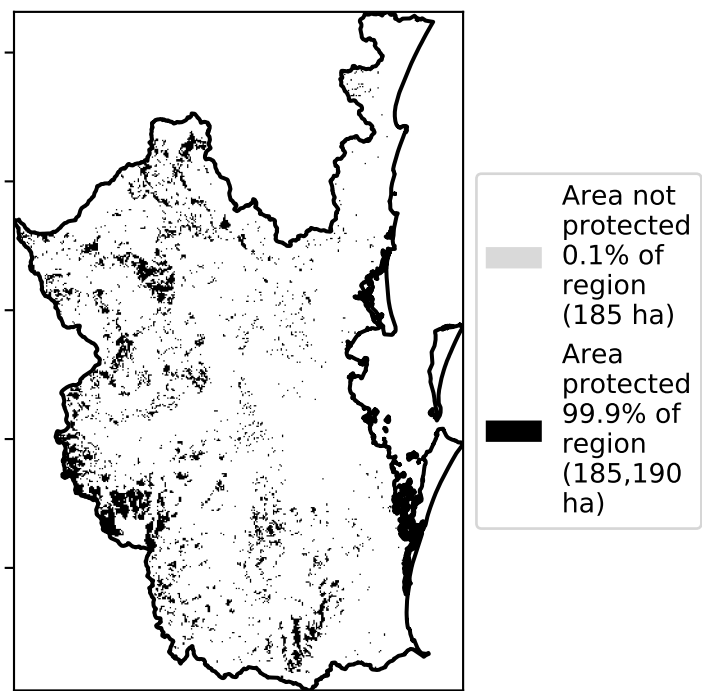 Area not
protected
0.1% of
region
(185 ha)
Area
protected
99.9% of
region
(185,190
ha)